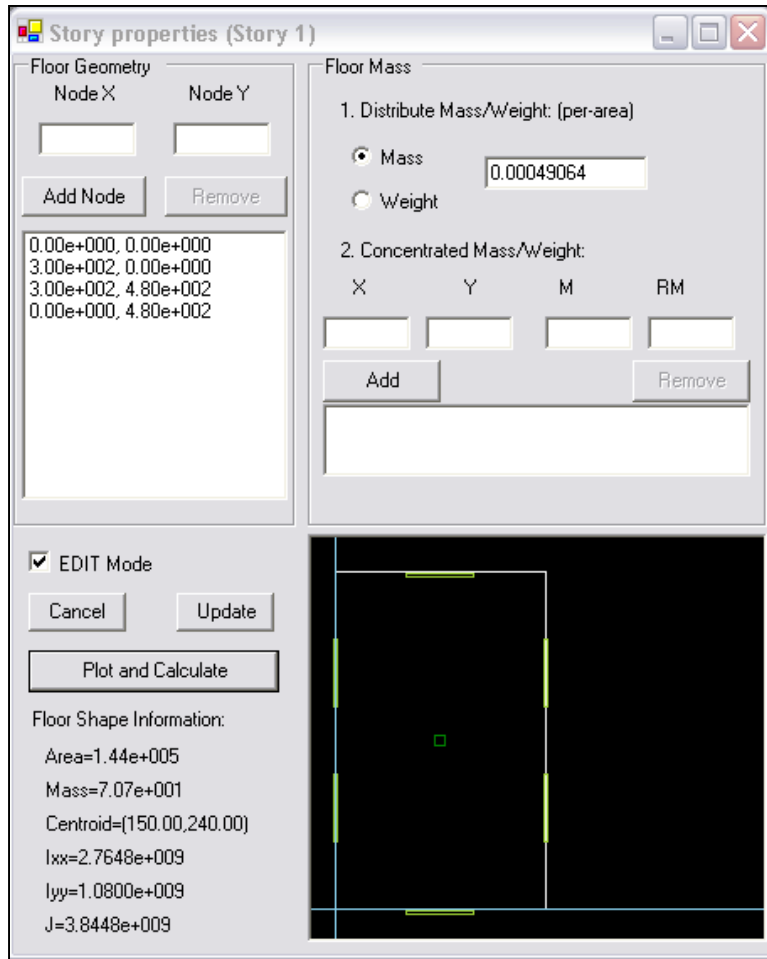 Story properties (Story 1)
Floor Geometry
Node X Node Y
Add Node Remove
0.00e+000, 0.00e+000
3.00e+002, 0.00e+000
3.00e+002, 4.80e+002
0.00e+000, 4.80e+002
Floor Mass
1. Distribute Mass/Weight: (per-area)
Mass
0.00049064
Weight
2. Concentrated Mass/Weight:
X Y M RM
Add Remove
EDIT Mode
Cancel Update
Plot and Calculate
Floor Shape Information:
Area=1.44e+005
Mass=7.07e+001
Centroid=(150.00,240.00)
Ixx=2.7648e+009
Iyy=1.0800e+009
J=3.8448e+009